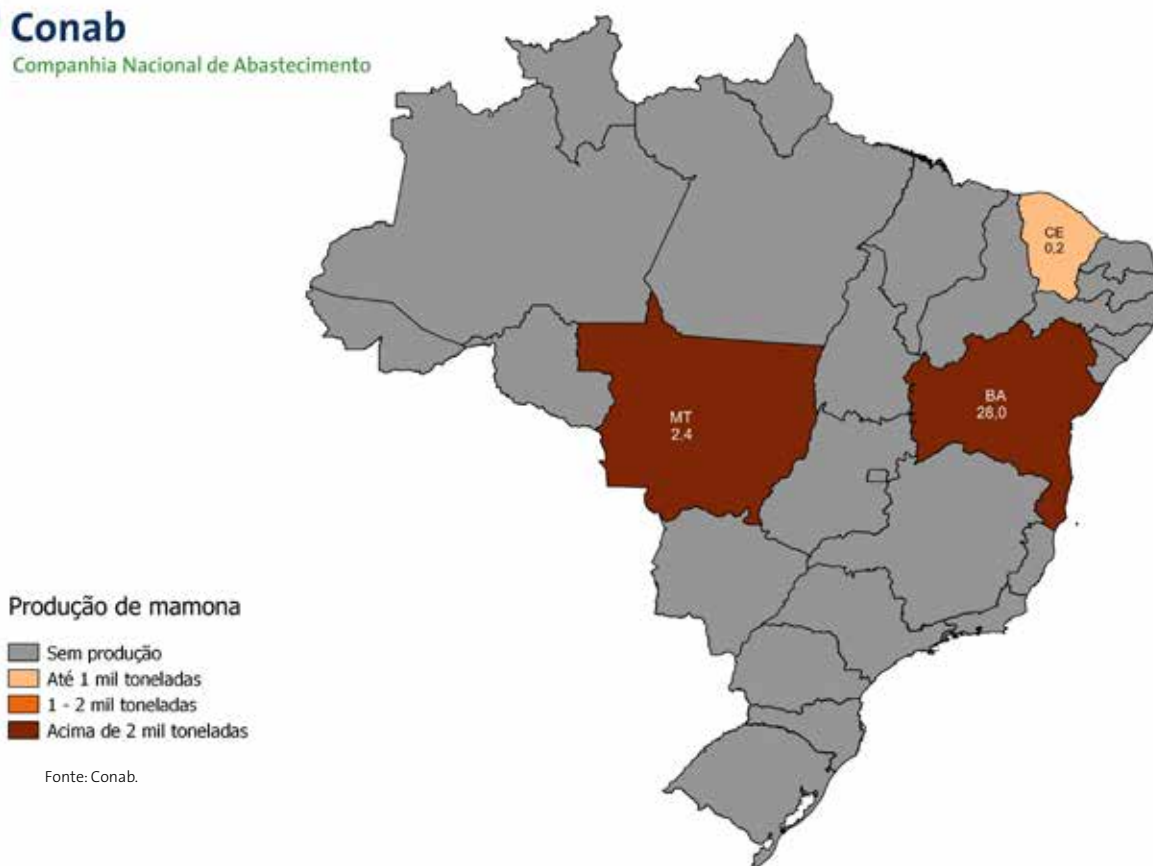 Conab
Companhia Nacional de Abastecimento
CE
0,2
BA
28,0
MT
2,4
Produção de mamona
Sem produção
Até 1 mil toneladas
1 - 2 mil toneladas
Acima de 2 mil toneladas
Fonte: Conab.